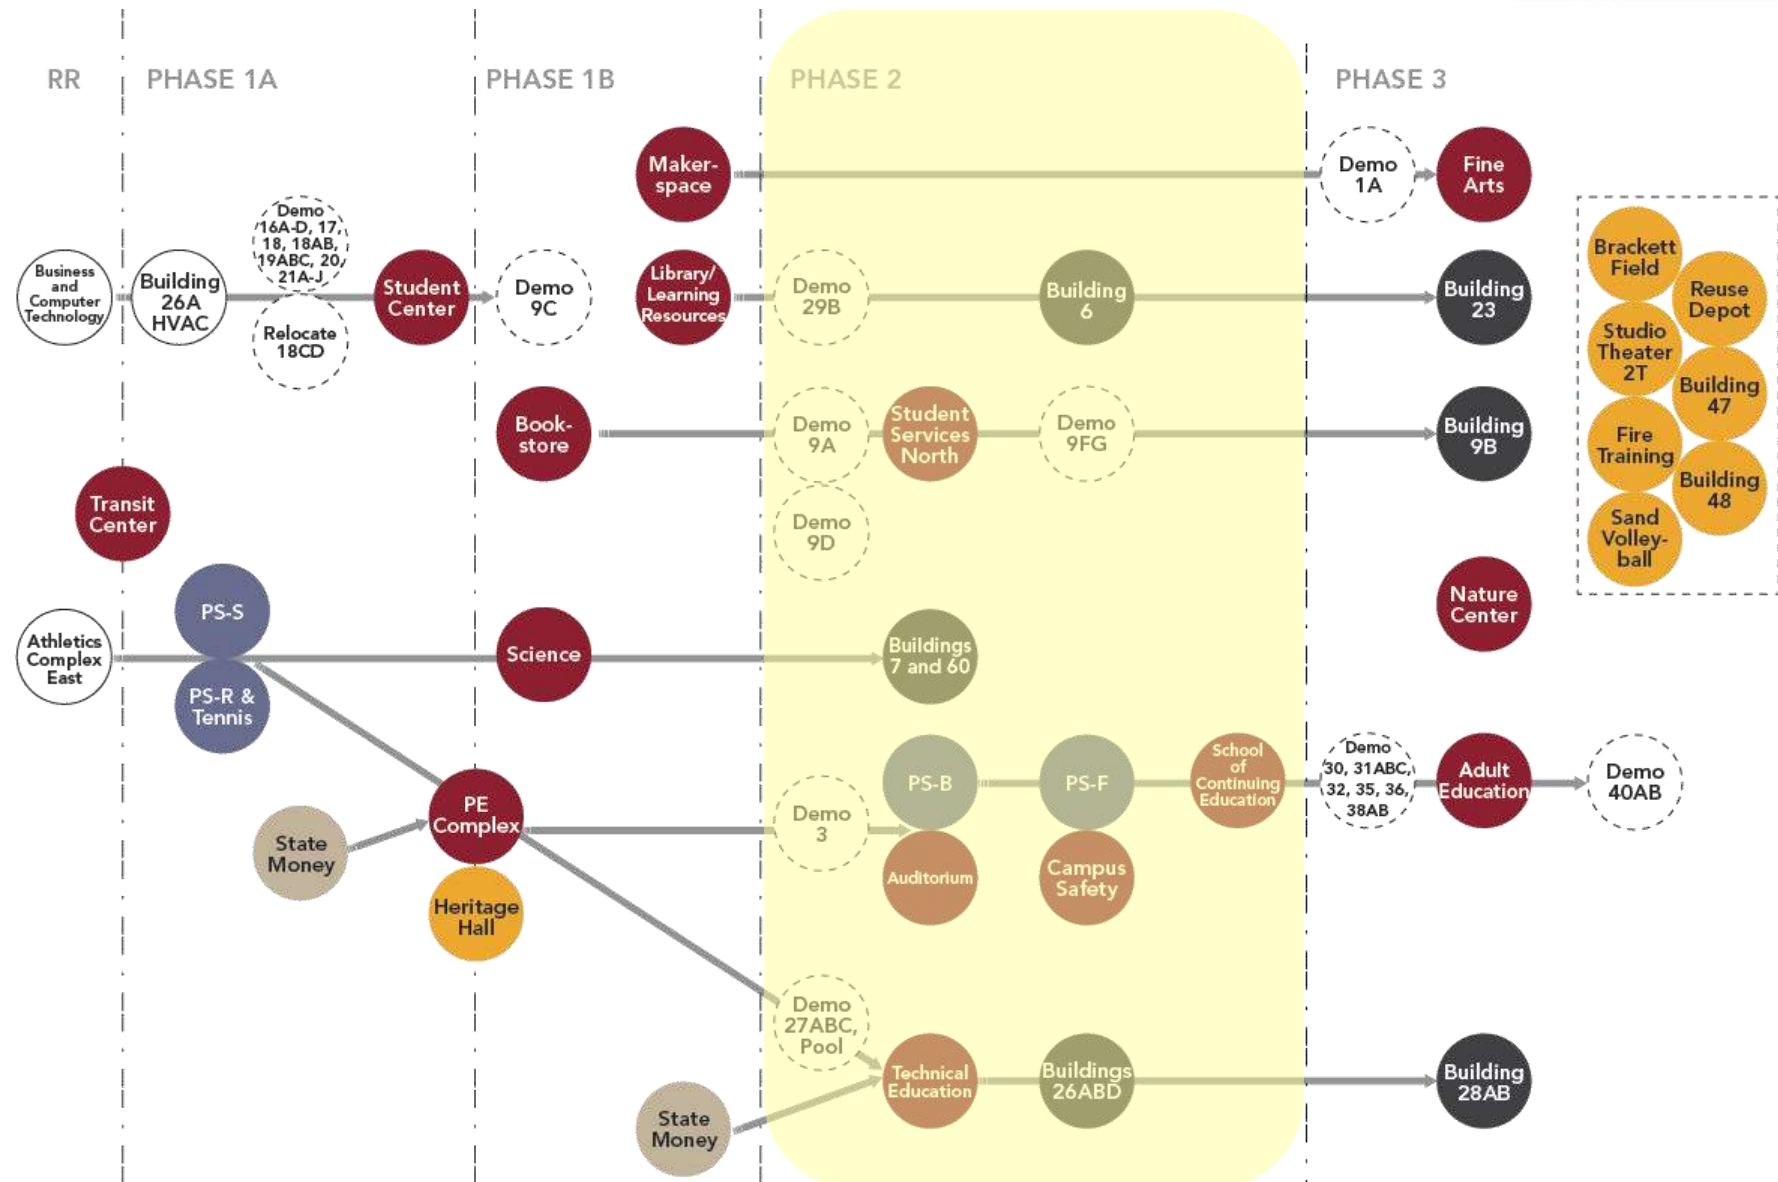 RR
PHASE 1A
PHASE 1B
PHASE 2
PHASE 3
Maker-
space
Demo
1A
Fine
Arts
Business
and
Computer
Technology
Building
26A
HVAC
Demo
16A-D, 17,
18, 18AB,
19ABC, 20,
21A-J
Relocate
18CD
Student
Center
Demo
9C
Library/
Learning
Resources
Demo
29B
Building
6
Building
23
Book-
store
Demo
9A
Student
Services
North
Demo
9FG
Building
9B
Demo
9D
Transit
Center
Brackett
Field
Reuse
Depot
Studio
Theater
2T
Building
47
Fire
Training
Building
48
Sand
Volley-
ball
Nature
Center
Athletics
Complex
East
PS-S
PS-R &
Tennis
Science
Buildings
7 and 60
State
Money
PE
Complex
Heritage
Hall
Demo
3
PS-B
Auditorium
PS-F
Campus
Safety
School
of
Continuing
Education
Demo
30, 31ABC,
32, 35, 36,
38AB
Adult
Education
Demo
40AB
Demo
27ABC,
Pool
State
Money
Technical
Education
Buildings
26ABD
Building
28AB